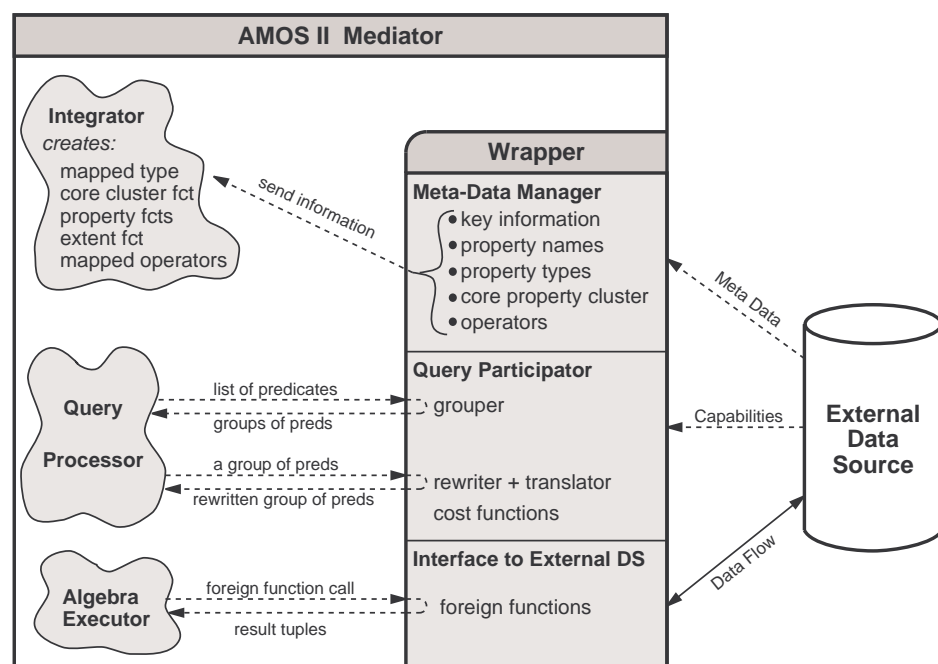 AMOS II Mediator
Integrator
creates:
mapped type
core cluster fct
property fcts
extent fct
mapped operators
send information
Wrapper
Meta-Data Manager
• key information
• property names
• property types
• core property cluster
• operators
Meta Data
Query
Processor
list of predicates
groups of preds
a group of preds
rewritten group of preds
Query Participator
grouper
rewriter + translator
cost functions
Capabilities
External
Data
Source
Algebra
Executor
foreign function call
result tuples
Interface to External DS
foreign functions
Data Flow